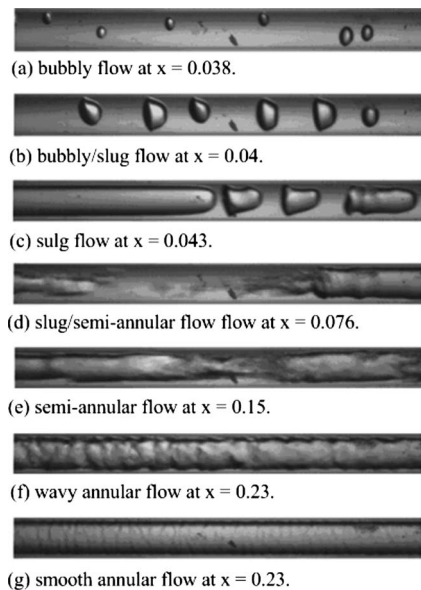 (a) bubbly flow at x = 0.038.
(b) bubbly/slug flow at x = 0.04.
(c) sulg flow at x = 0.043.
(d) slug/semi-annular flow flow at x = 0.076.
(e) semi-annular flow at x = 0.15.
(f) wavy annular flow at x = 0.23.
(g) smooth annular flow at x = 0.23.